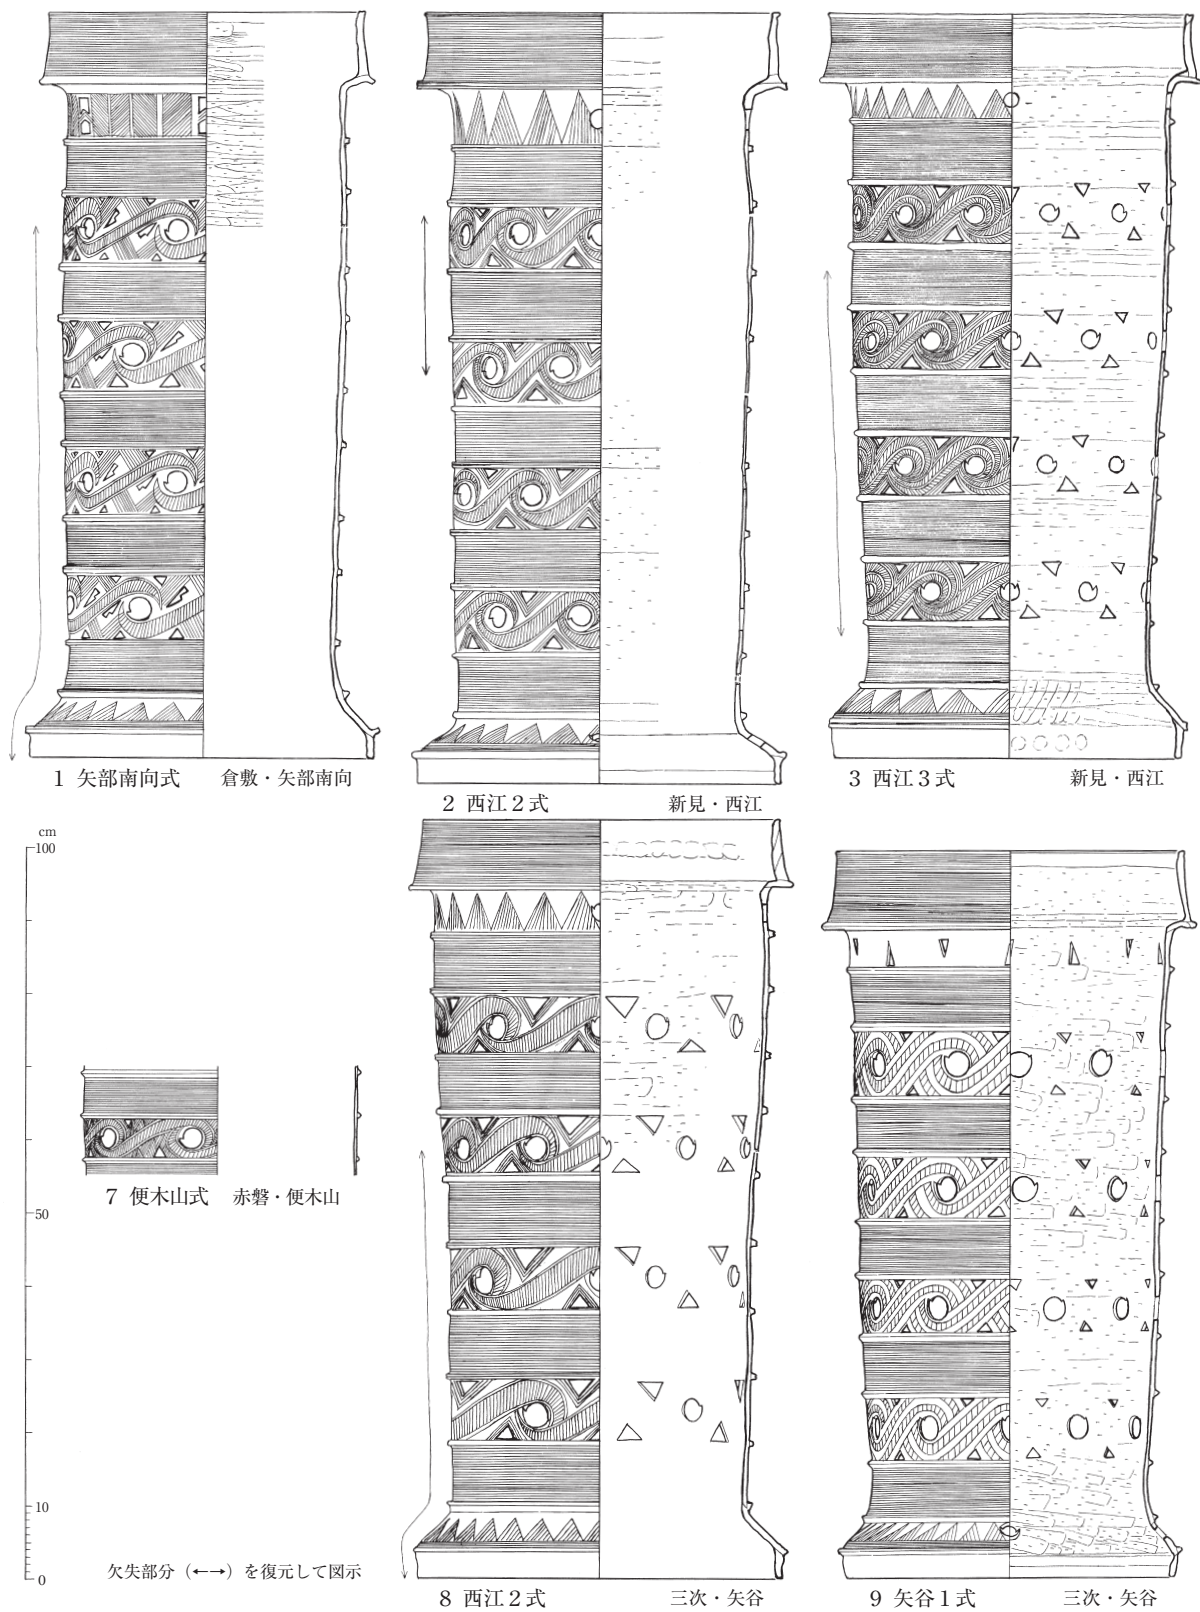 1 矢部南向式 倉敷・矢部南向
2 西江2式 新見・西江
3 西江3式 新見・西江
cm
100
50
10
0
7 便木山式 赤磐・便木山
欠失部分（←→）を復元して図示
8 西江2式 三次・矢谷
9 矢谷1式 三次・矢谷